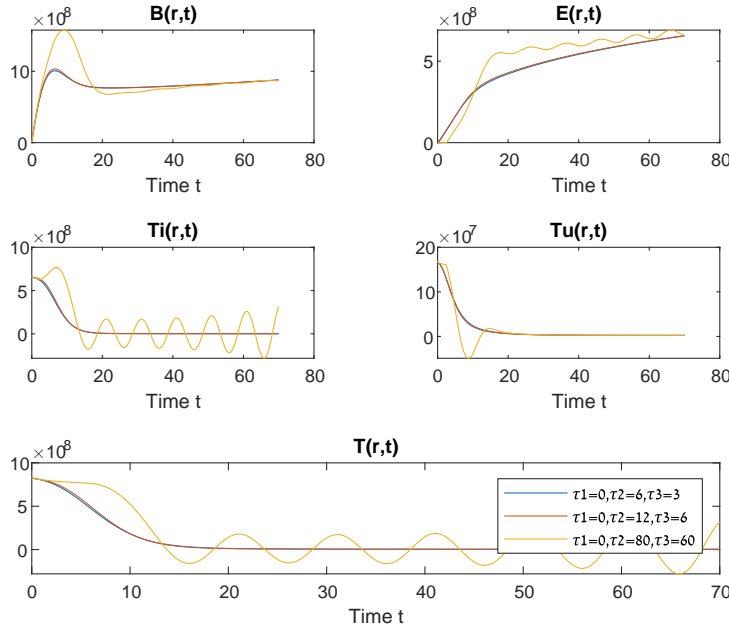 B(r,t)
×10^8
10
0
0 20 40 60 80
Time t
E(r,t)
×10^8
5
0
0 20 40 60 80
Time t
Ti(r,t)
×10^8
10
5
0
0 20 40 60 80
Time t
Tu(r,t)
×10^7
20
10
0
0 20 40 60 80
Time t
T(r,t)
×10^8
10
5
0
0 10 20 30 40 50 60 70
Time t
τ1=0,τ2=6,τ3=3
τ1=0,τ2=12,τ3=6
τ1=0,τ2=80,τ3=60